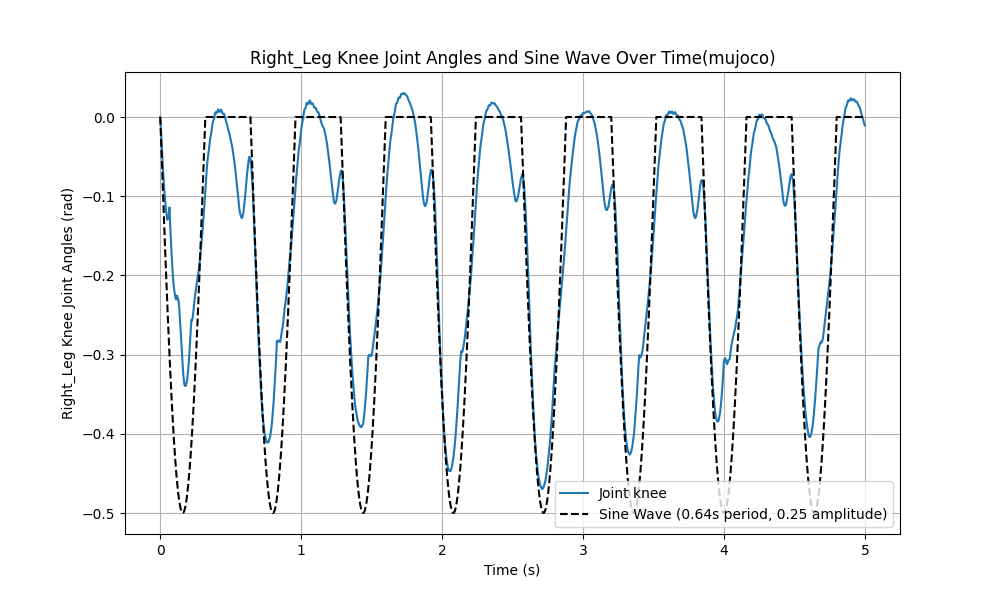 Right_Leg Knee Joint Angles and Sine Wave Over Time(mujoco)
Right_Leg Knee Joint Angles (rad)
0.0
−0.1
−0.2
−0.3
−0.4
−0.5
Joint knee
Sine Wave (0.64s period, 0.25 amplitude)
0 1 2 3 4 5
Time (s)